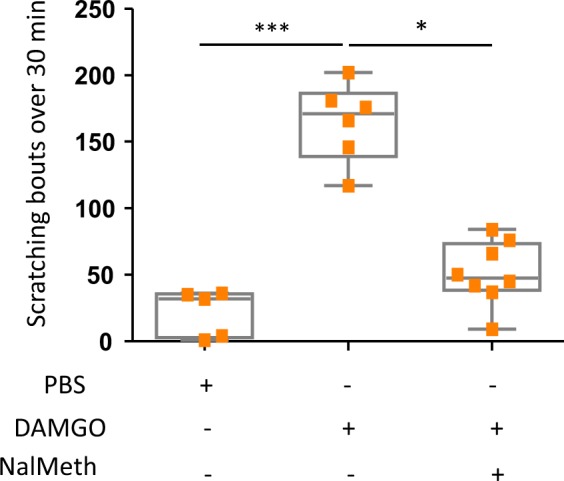 Scratching bouts over 30 min
250
200
150
100
50
0
*** *
PBS + - -
DAMGO - + +
NalMeth - - +